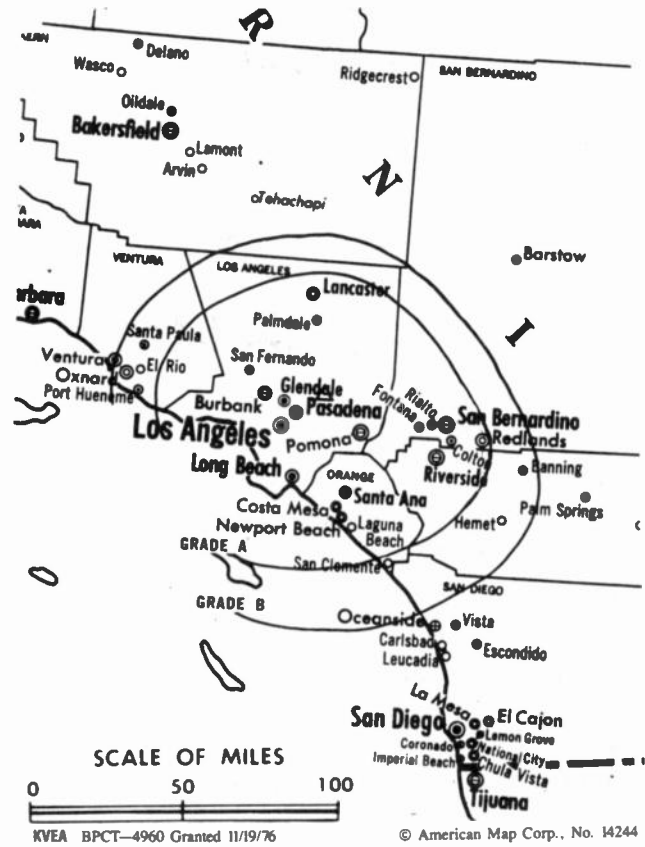 R
Delano
Wasco
Ridgecrest
SAN BERNARDINO
Oildale
Bakersfield
Lamont
Arvin
N
Tehachapi
VENTURA
LOS ANGELES
Barstow
Lancaster
I
Palmdale
Santa Paula
Ventura
El Rio
San Fernando
Oxnard
Port Hueneme
Burbank
Glendale
Pasadena
Fontana
Rialto
San Bernardino
Los Angeles
Pomona
Redlands
Colton
Riverside
Banning
Long Beach
ORANGE
Santa Ana
Palm Springs
Costa Mesa
Newport Beach
Laguna
Beach
Hemet
GRADE A
San Clemente
SAN DIEGO
GRADE B
Oceanside
Vista
Carlsbad
Escondido
Leucadia
La Mesa
El Cajon
San Diego
Lemon Grove
Coronado
National City
Imperial Beach
Chula Vista
Tijuana
SCALE OF MILES
0 50 100
KVEA BPCT—4960 Granted 11/19/76
© American Map Corp., No. 14244